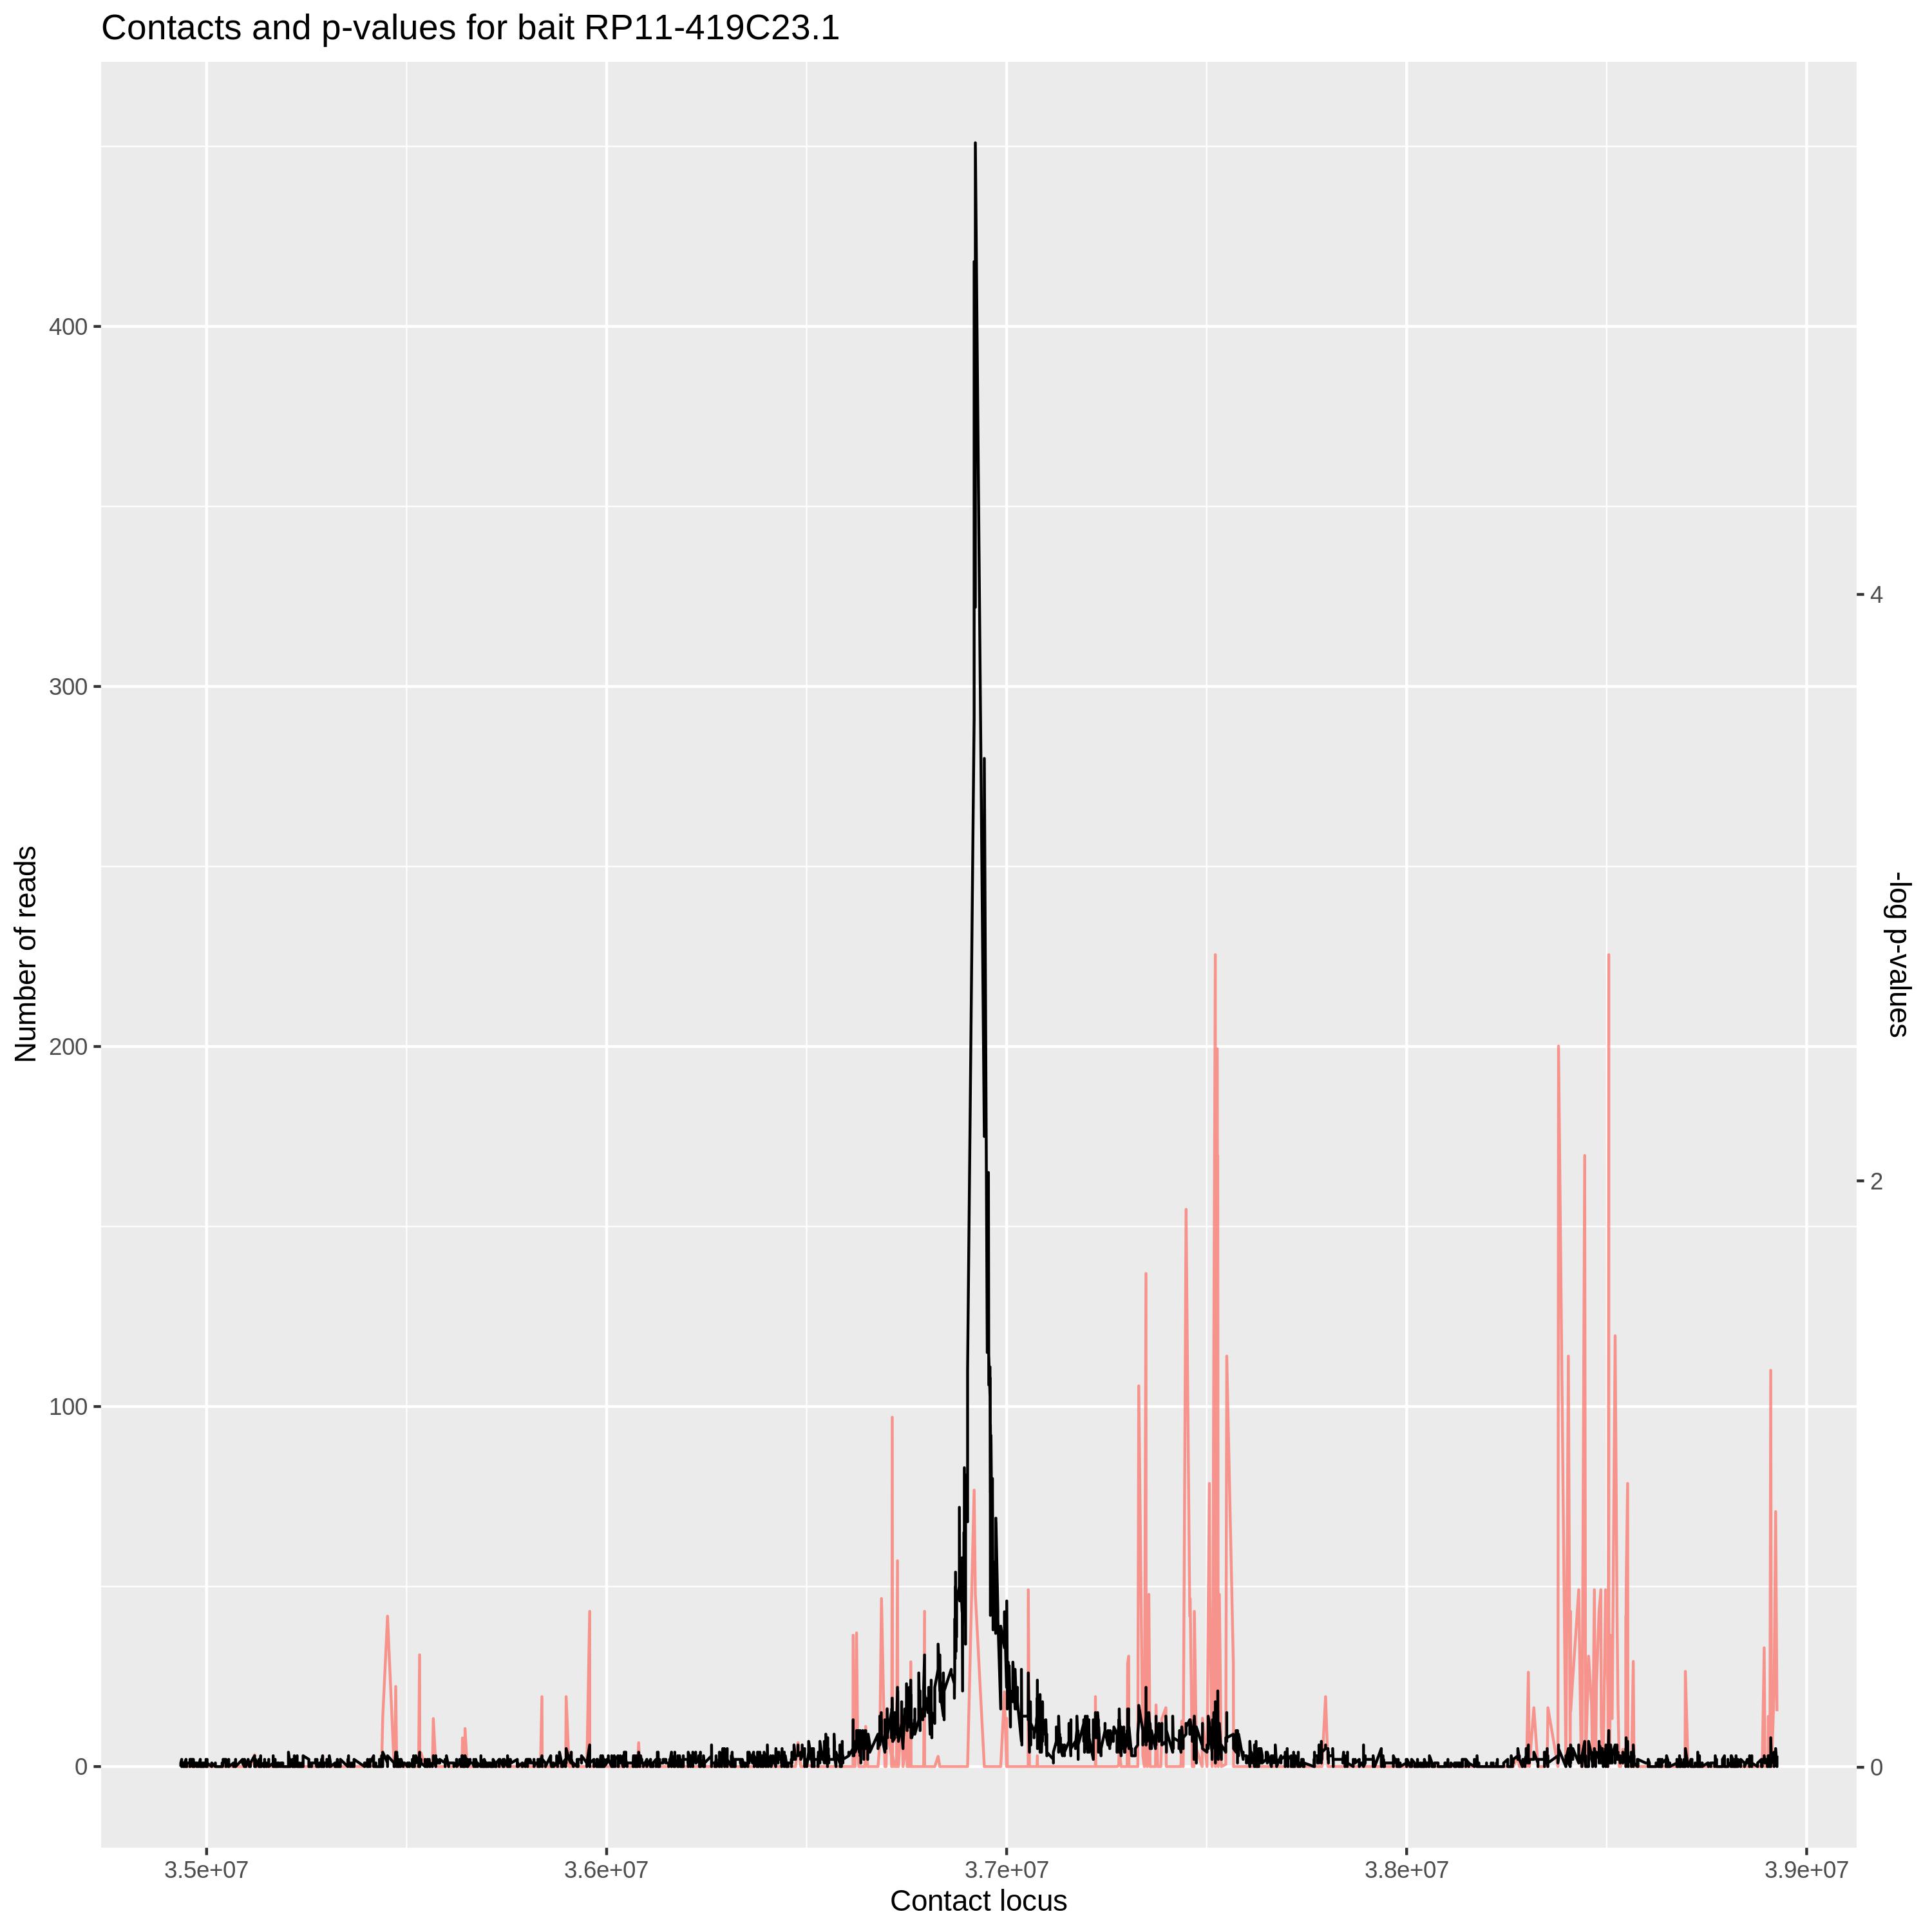 Contacts and p-values for bait RP11-419C23.1
Number of reads
400
300
200
100
0
4
2
0
-log p-values
3.5e+07 3.6e+07 3.7e+07 3.8e+07 3.9e+07
Contact locus